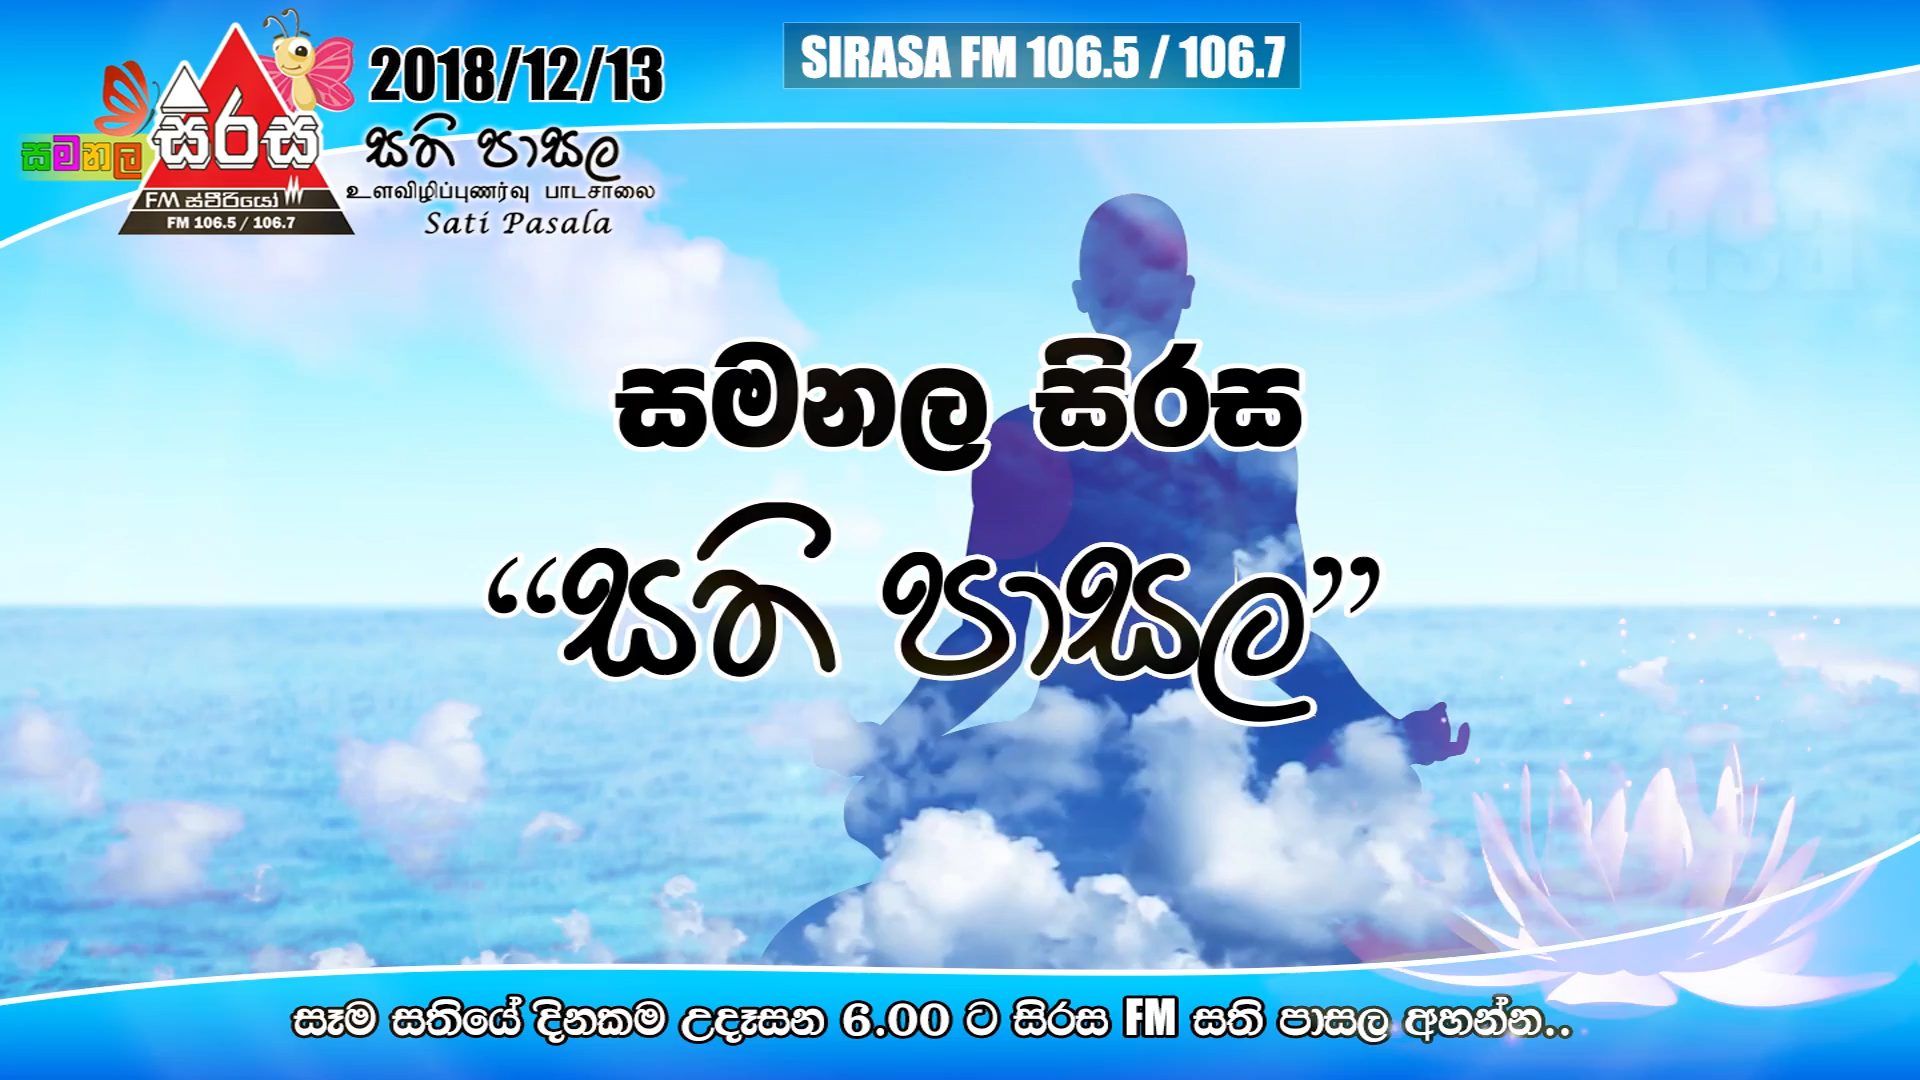 2018/12/13
SIRASA FM 106.5 / 106.7
සමනල
සිරස
FM ස්ටීරියෝ
FM 106.5 / 106.7
සති පාසල
உளவிழிப்புணர்வு பாடசாலை
Sati Pasala
Sirasa
සමනල සිරස
“සති පාසල”
සෑම සතියේ දිනකම උදෑසන 6.00 ට සිරස FM සති පාසල අහන්න..